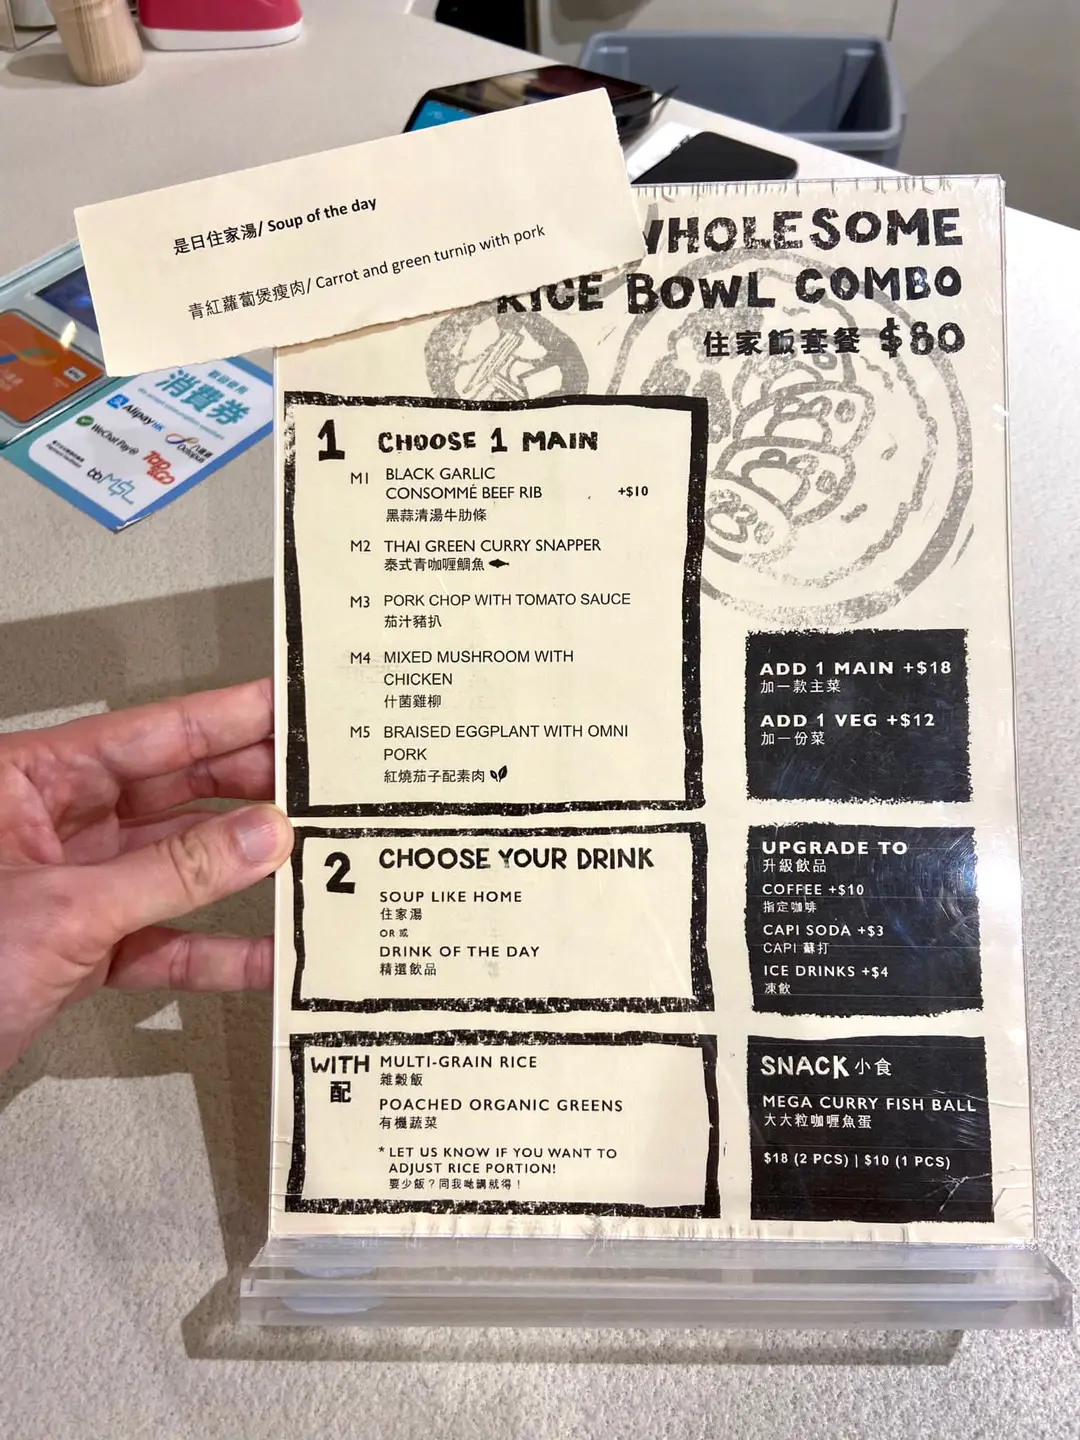 是日住家湯/ Soup of the day
青紅蘿蔔煲瘦肉/ Carrot and green turnip with pork
WHOLESOME
RICE BOWL COMBO
住家飯套餐 $80
消費券
AlipayHK
WeChat Pay
Octopus
TAP & GO
1 CHOOSE 1 MAIN
M1 BLACK GARLIC
CONSOMMÉ BEEF RIB +$10
黑蒜清湯牛肋條
M2 THAI GREEN CURRY SNAPPER
泰式青咖喱鯛魚
M3 PORK CHOP WITH TOMATO SAUCE
茄汁豬扒
M4 MIXED MUSHROOM WITH
CHICKEN
什菌雞柳
M5 BRAISED EGGPLANT WITH OMNI
PORK
紅燒茄子配素肉
2 CHOOSE YOUR DRINK
SOUP LIKE HOME
住家湯
OR 或
DRINK OF THE DAY
精選飲品
WITH
配
MULTI-GRAIN RICE
雜穀飯
POACHED ORGANIC GREENS
有機蔬菜
* LET US KNOW IF YOU WANT TO
ADJUST RICE PORTION!
要少飯？同我哋講就得！
ADD 1 MAIN +$18
加一款主菜
ADD 1 VEG +$12
加一份菜
UPGRADE TO
升級飲品
COFFEE +$10
指定咖啡
CAPI SODA +$3
CAPI 蘇打
ICE DRINKS +$4
凍飲
SNACK 小食
MEGA CURRY FISH BALL
大大粒咖喱魚蛋
$18 (2 PCS) | $10 (1 PCS)